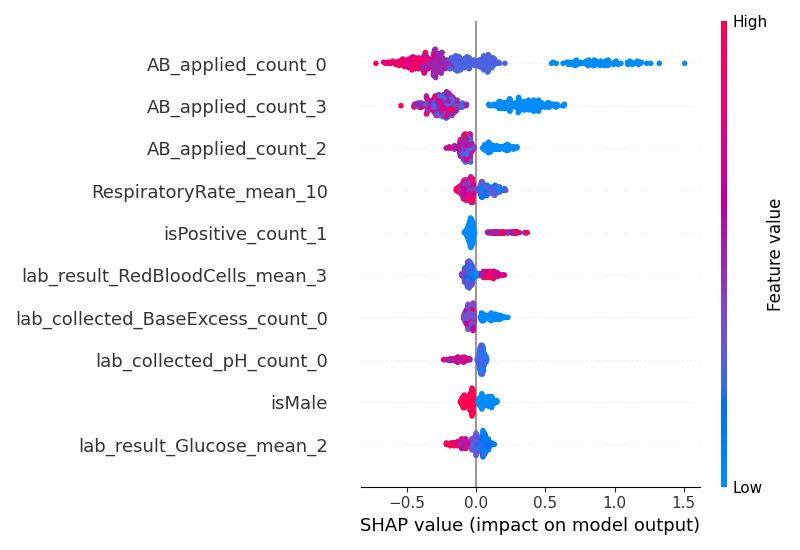 High
AB_applied_count_0
AB_applied_count_3
AB_applied_count_2
RespiratoryRate_mean_10
isPositive_count_1
lab_result_RedBloodCells_mean_3
lab_collected_BaseExcess_count_0
lab_collected_pH_count_0
isMale
lab_result_Glucose_mean_2
Feature value
Low
−0.5 0.0 0.5 1.0 1.5
SHAP value (impact on model output)